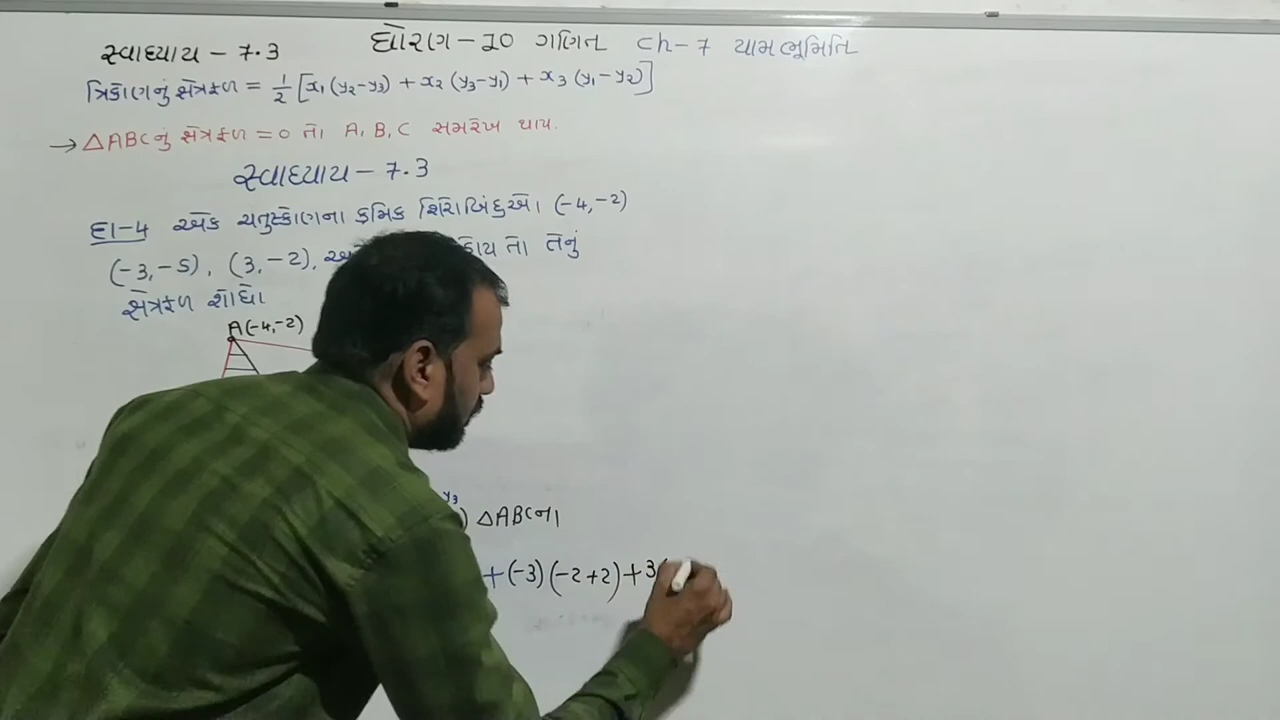 સ્વાધ્યાય - 7.3 ધોરણ - 10 ગણિત Ch - 7 યામભૂમિતિ
ત્રિકોણનું ક્ષેત્રફળ = 1/2 [x₁(y₂-y₃) + x₂(y₃-y₁) + x₃(y₁-y₂)]
→ △ABCનું ક્ષેત્રફળ = 0 તો A, B, C સમરેખ થાય.
સ્વાધ્યાય - 7.3
દા-4 એક ચતુષ્કોણના ક્રમિક શિરોબિંદુઓ (-4,-2)
(-3,-5), (3,-2), તો તેનું
ક્ષેત્રફળ શોધો
A(-4,-2)
y₃
) △ABCના
+(-3)(-2+2)+3(